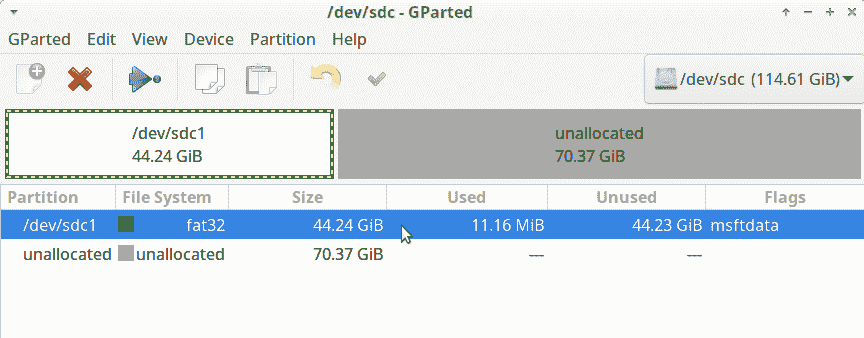 /dev/sdc - GParted
GParted Edit View Device Partition Help
/dev/sdc (114.61 GiB)
/dev/sdc1
44.24 GiB
unallocated
70.37 GiB
Partition File System Size Used Unused Flags
/dev/sdc1 fat32 44.24 GiB 11.16 MiB 44.23 GiB msftdata
unallocated unallocated 70.37 GiB --- ---